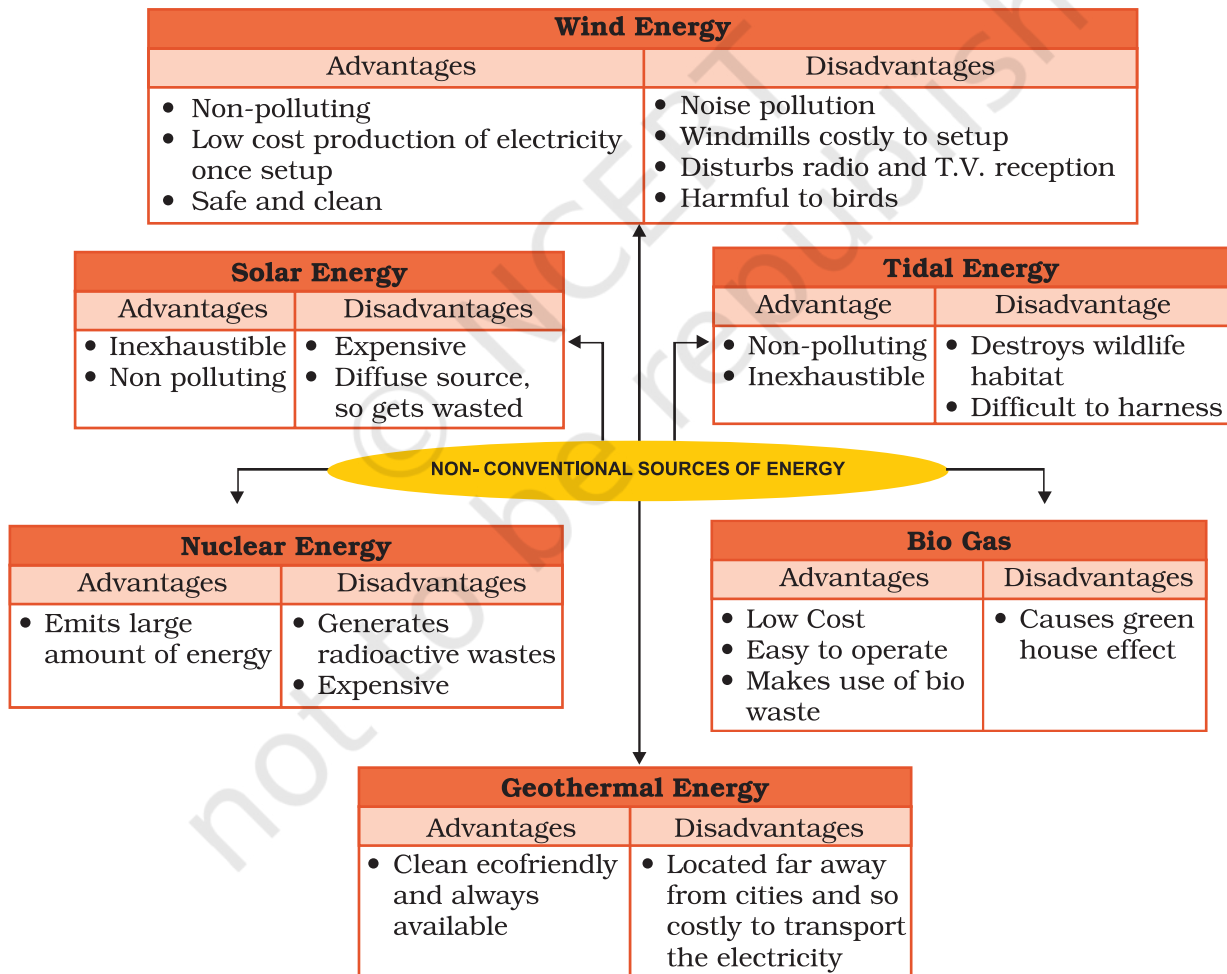 Wind Energy
Advantages
Disadvantages
• Non-polluting
• Low cost production of electricity
once setup
• Safe and clean
• Noise pollution
• Windmills costly to setup
• Disturbs radio and T.V. reception
• Harmful to birds
Solar Energy
Advantages
Disadvantages
• Inexhaustible
• Non polluting
• Expensive
• Diffuse source,
so gets wasted
Tidal Energy
Advantage
Disadvantage
• Non-polluting
• Inexhaustible
• Destroys wildlife
habitat
• Difficult to harness
NON- CONVENTIONAL SOURCES OF ENERGY
Nuclear Energy
Advantages
Disadvantages
• Emits large
amount of energy
• Generates
radioactive wastes
• Expensive
Bio Gas
Advantages
Disadvantages
• Low Cost
• Easy to operate
• Makes use of bio
waste
• Causes green
house effect
Geothermal Energy
Advantages
Disadvantages
• Clean ecofriendly
and always
available
• Located far away
from cities and so
costly to transport
the electricity
© NCERT
not to be republish